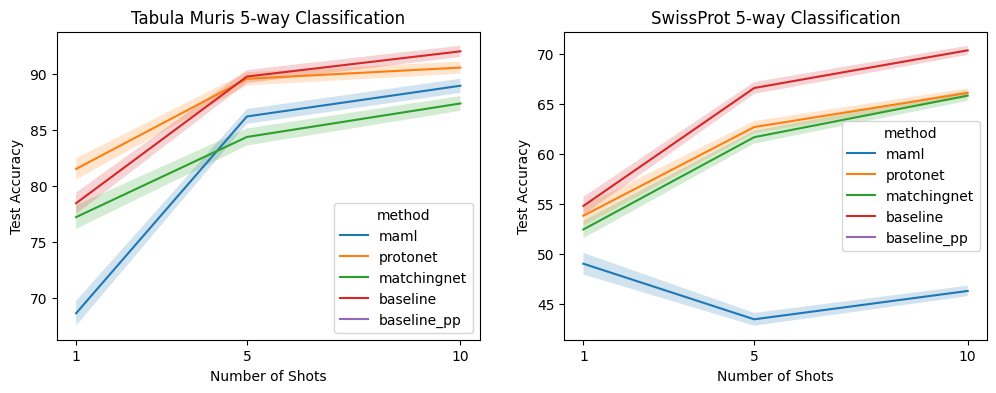 Tabula Muris 5-way Classification
Test Accuracy
90
85
80
75
70
method
maml
protonet
matchingnet
baseline
baseline_pp
1
5
10
Number of Shots
SwissProt 5-way Classification
Test Accuracy
70
65
60
55
50
45
method
maml
protonet
matchingnet
baseline
baseline_pp
1
5
10
Number of Shots